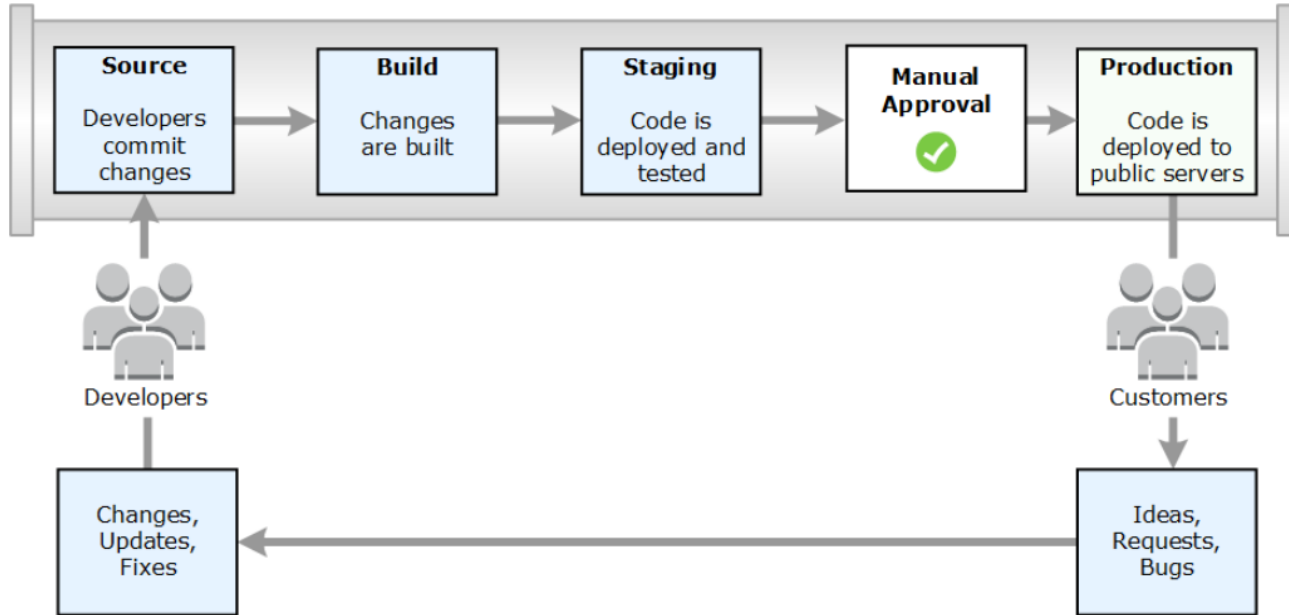 Source
Developers
commit
changes
Build
Changes
are built
Staging
Code is
deployed and
tested
Manual
Approval
Production
Code is
deployed to
public servers
Developers
Customers
Changes,
Updates,
Fixes
Ideas,
Requests,
Bugs